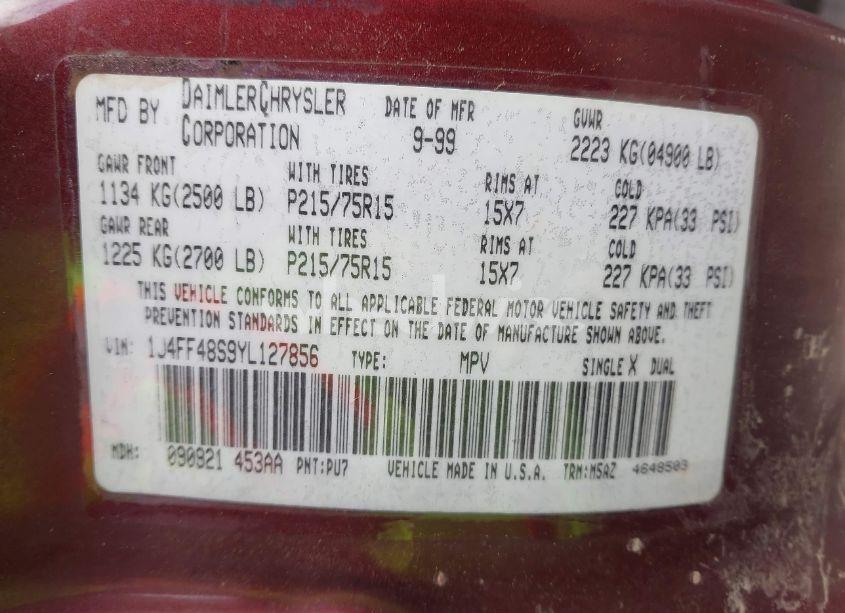 MFD BY DAIMLERCHRYSLER CORPORATION DATE OF MFR 9-99 GVWR 2223 KG(04900 LB)
GAWR FRONT WITH TIRES RIMS AT COLD
1134 KG(2500 LB) P215/75R15 15X7 227 KPA(33 PSI)
GAWR REAR WITH TIRES RIMS AT COLD
1225 KG(2700 LB) P215/75R15 15X7 227 KPA(33 PSI)
THIS VEHICLE CONFORMS TO ALL APPLICABLE FEDERAL MOTOR VEHICLE SAFETY AND THEFT
PREVENTION STANDARDS IN EFFECT ON THE DATE OF MANUFACTURE SHOWN ABOVE.
VIN: 1J4FF48S9YL127856 TYPE: MPV SINGLE X DUAL
MDH: 090921 453AA PNT:PU7 VEHICLE MADE IN U.S.A. TRM:M5AZ 4648503